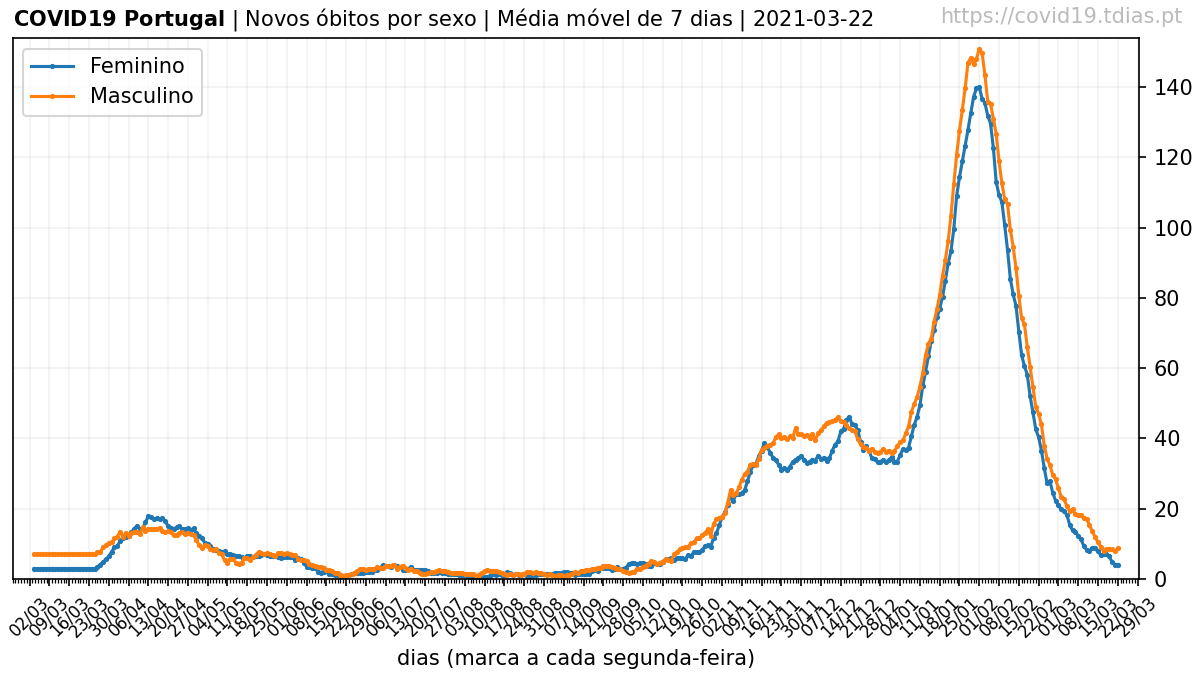 COVID19 Portugal | Novos óbitos por sexo | Média móvel de 7 dias | 2021-03-22
https://covid19.tdias.pt
Feminino
Masculino
140
120
100
80
60
40
20
0
02/03 09/03 16/03 23/03 30/03 06/04 13/04 20/04 27/04 04/05 11/05 18/05 25/05 01/06 08/06 15/06 22/06 29/06 06/07 13/07 20/07 27/07 03/08 10/08 17/08 24/08 31/08 07/09 14/09 21/09 28/09 05/10 12/10 19/10 26/10 02/11 09/11 16/11 23/11 30/11 07/12 14/12 21/12 28/12 04/01 11/01 18/01 25/01 01/02 08/02 15/02 22/02 01/03 08/03 15/03 22/03 29/03
dias (marca a cada segunda-feira)